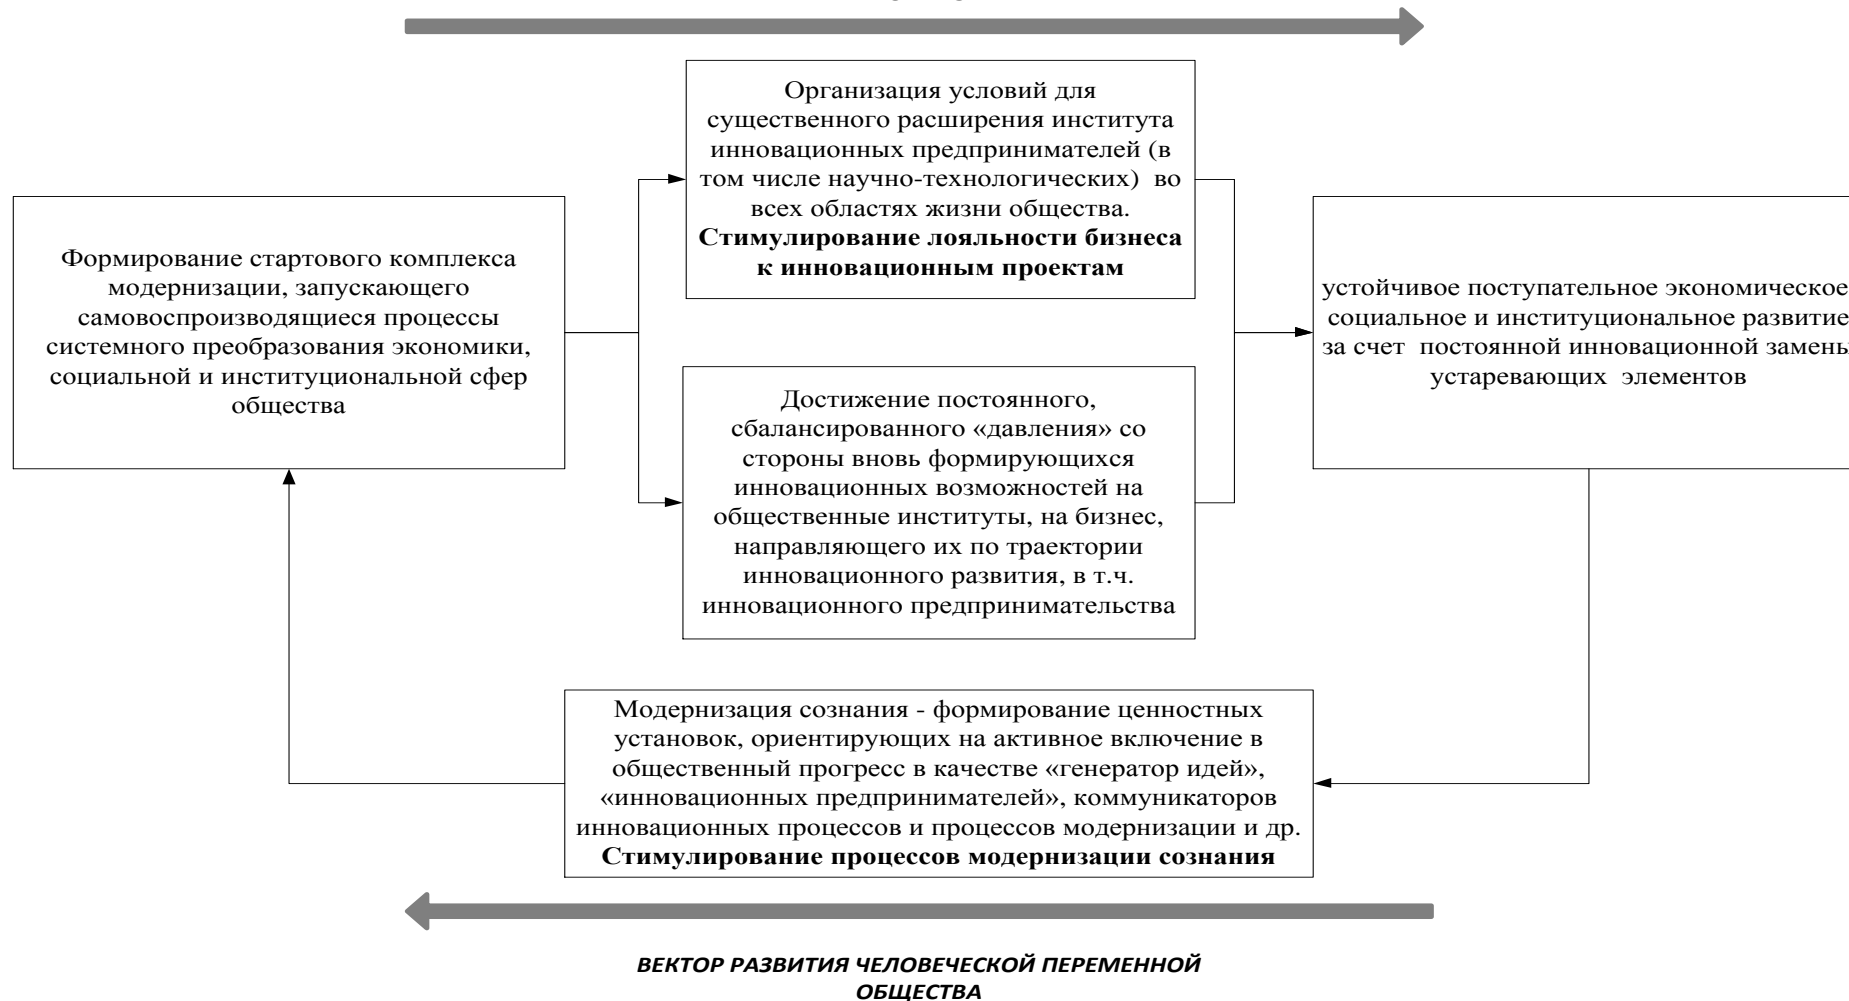 Организация условий для
существенного расширения института
инновационных предпринимателей (в
том числе научно-технологических) во
всех областях жизни общества.
Стимулирование лояльности бизнеса
к инновационным проектам
Формирование стартового комплекса
модернизации, запускающего
самовоспроизводящиеся процессы
системного преобразования экономики,
социальной и институциональной сфер
общества
устойчивое поступательное экономическое
социальное и институциональное развитие
за счет постоянной инновационной замены
устаревающих элементов
Достижение постоянного,
сбалансированного «давления» со
стороны вновь формирующихся
инновационных возможностей на
общественные институты, на бизнес,
направляющего их по траектории
инновационного развития, в т.ч.
инновационного предпринимательства
Модернизация сознания - формирование ценностных
установок, ориентирующих на активное включение в
общественный прогресс в качестве «генератор идей»,
«инновационных предпринимателей», коммуникаторов
инновационных процессов и процессов модернизации и др.
Стимулирование процессов модернизации сознания
ВЕКТОР РАЗВИТИЯ ЧЕЛОВЕЧЕСКОЙ ПЕРЕМЕННОЙ
ОБЩЕСТВА